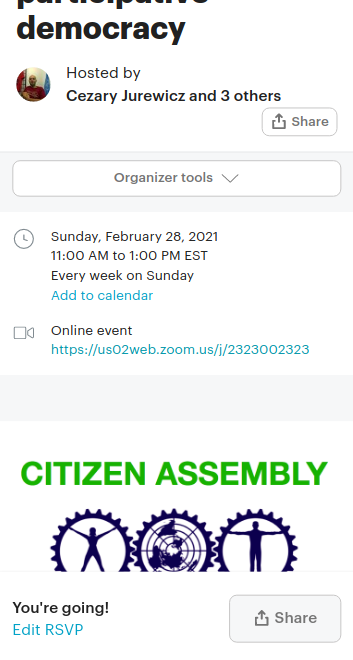 participative
democracy
Hosted by
Cezary Jurewicz and 3 others
Share
Organizer tools
Sunday, February 28, 2021
11:00 AM to 1:00 PM EST
Every week on Sunday
Add to calendar
Online event
https://us02web.zoom.us/j/2323002323
CITIZEN ASSEMBLY
You're going!
Edit RSVP
Share